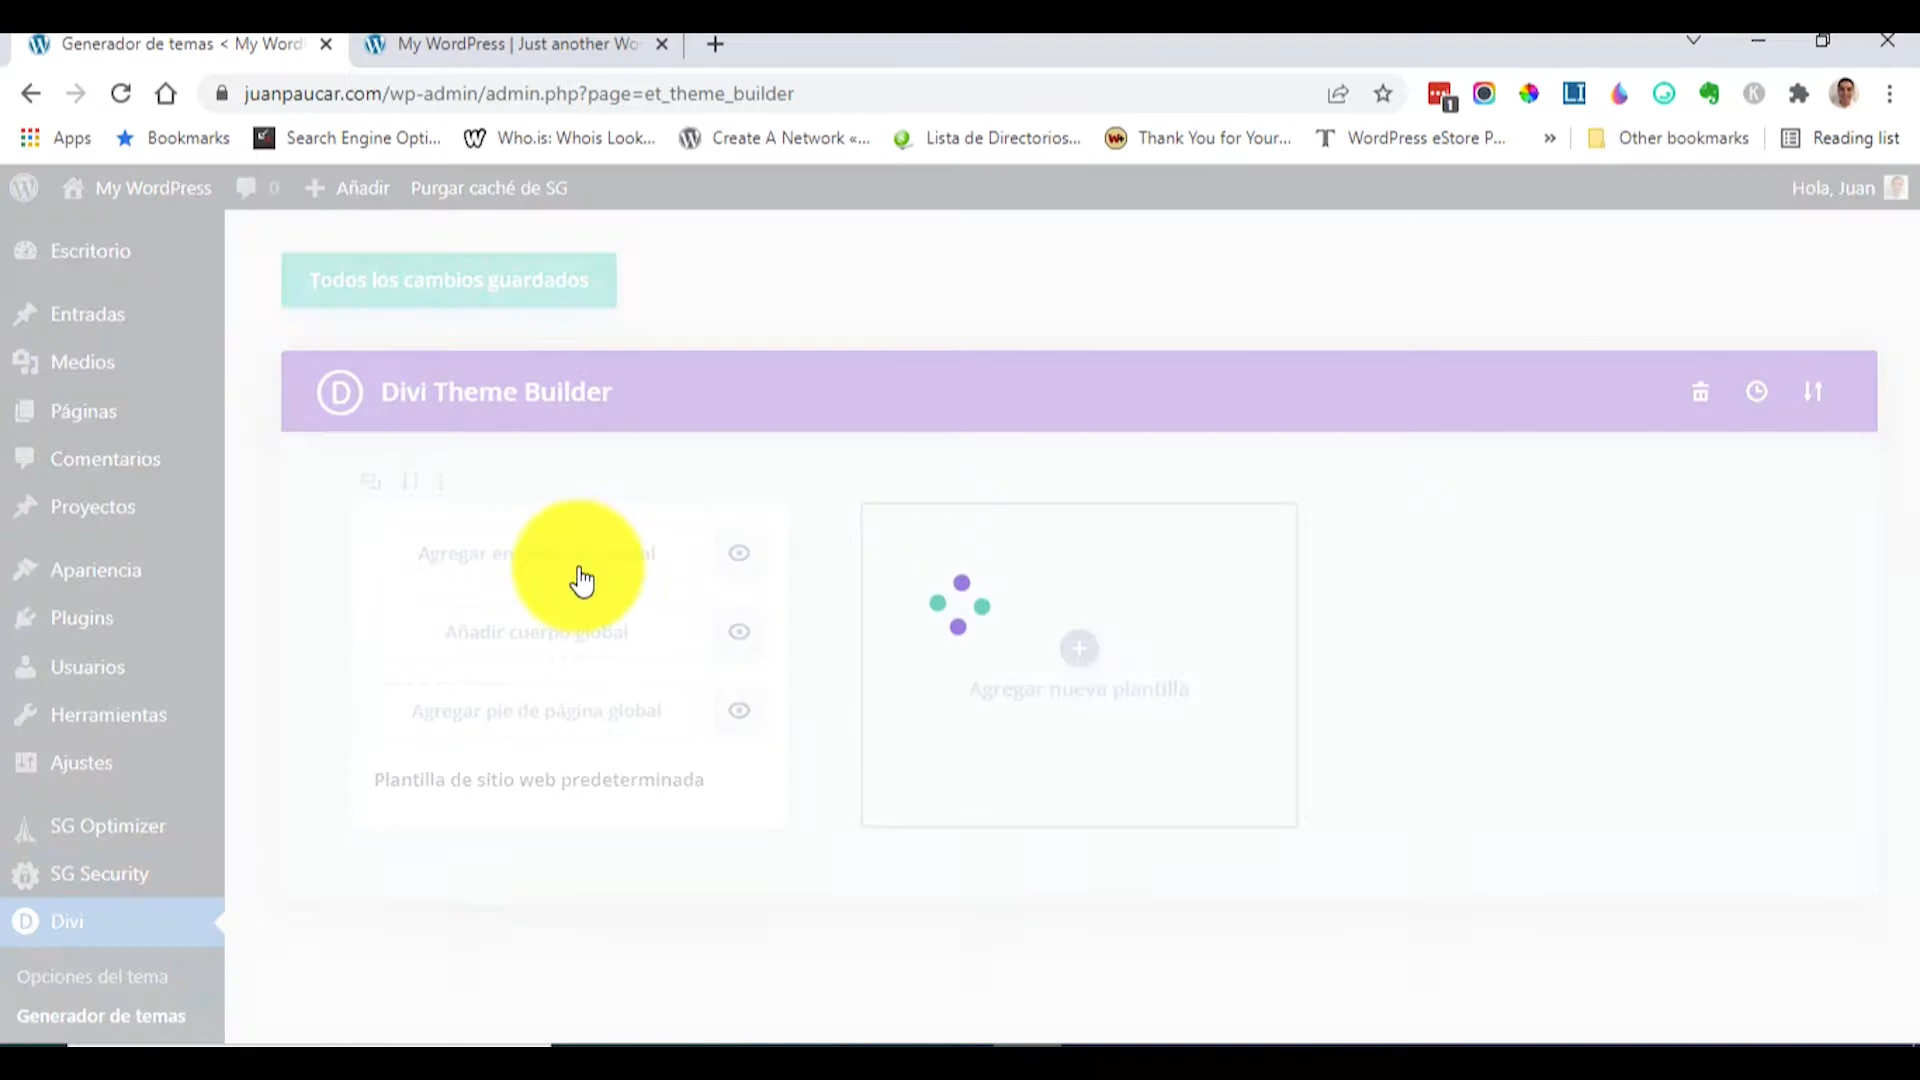 Generador de temas < My Word
My WordPress | Just another Wo
juanpaucar.com/wp-admin/admin.php?page=et_theme_builder
1
Apps
Bookmarks
Search Engine Opti...
Who.is: Whois Look...
Create A Network «...
Lista de Directorios...
Thank You for Your...
WordPress eStore P...
»
Other bookmarks
Reading list
My WordPress
0
Añadir
Purgar caché de SG
Hola, Juan
Escritorio
Entradas
Medios
Páginas
Comentarios
Proyectos
Apariencia
Plugins
Usuarios
Herramientas
Ajustes
SG Optimizer
SG Security
Divi
Opciones del tema
Generador de temas
Todos los cambios guardados
D Divi Theme Builder
Agregar
Añadir cuerpo global
Agregar pie de página global
Plantilla de sitio web predeterminada
Agregar nueva plantilla